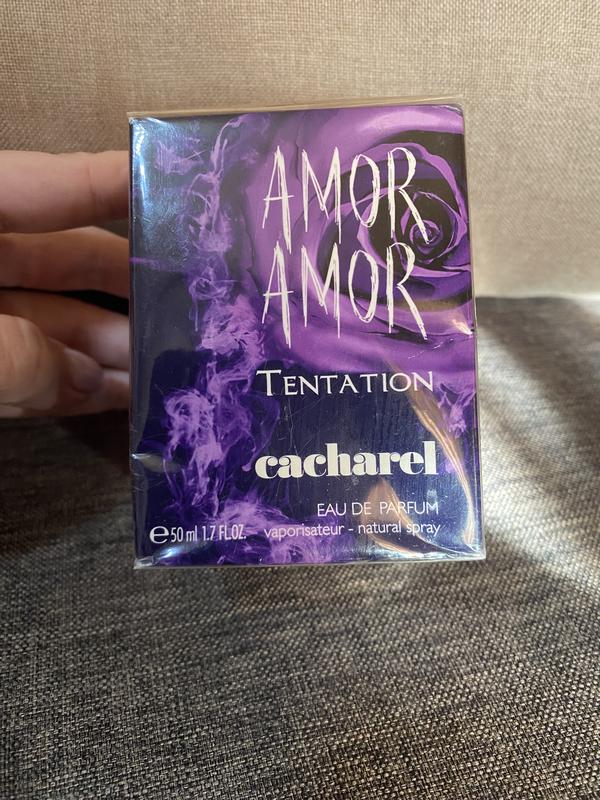 AMOR
AMOR
TENTATION
cacharel
EAU DE PARFUM
℮ 50 ml 1.7 FL.OZ. vaporisateur - natural spray